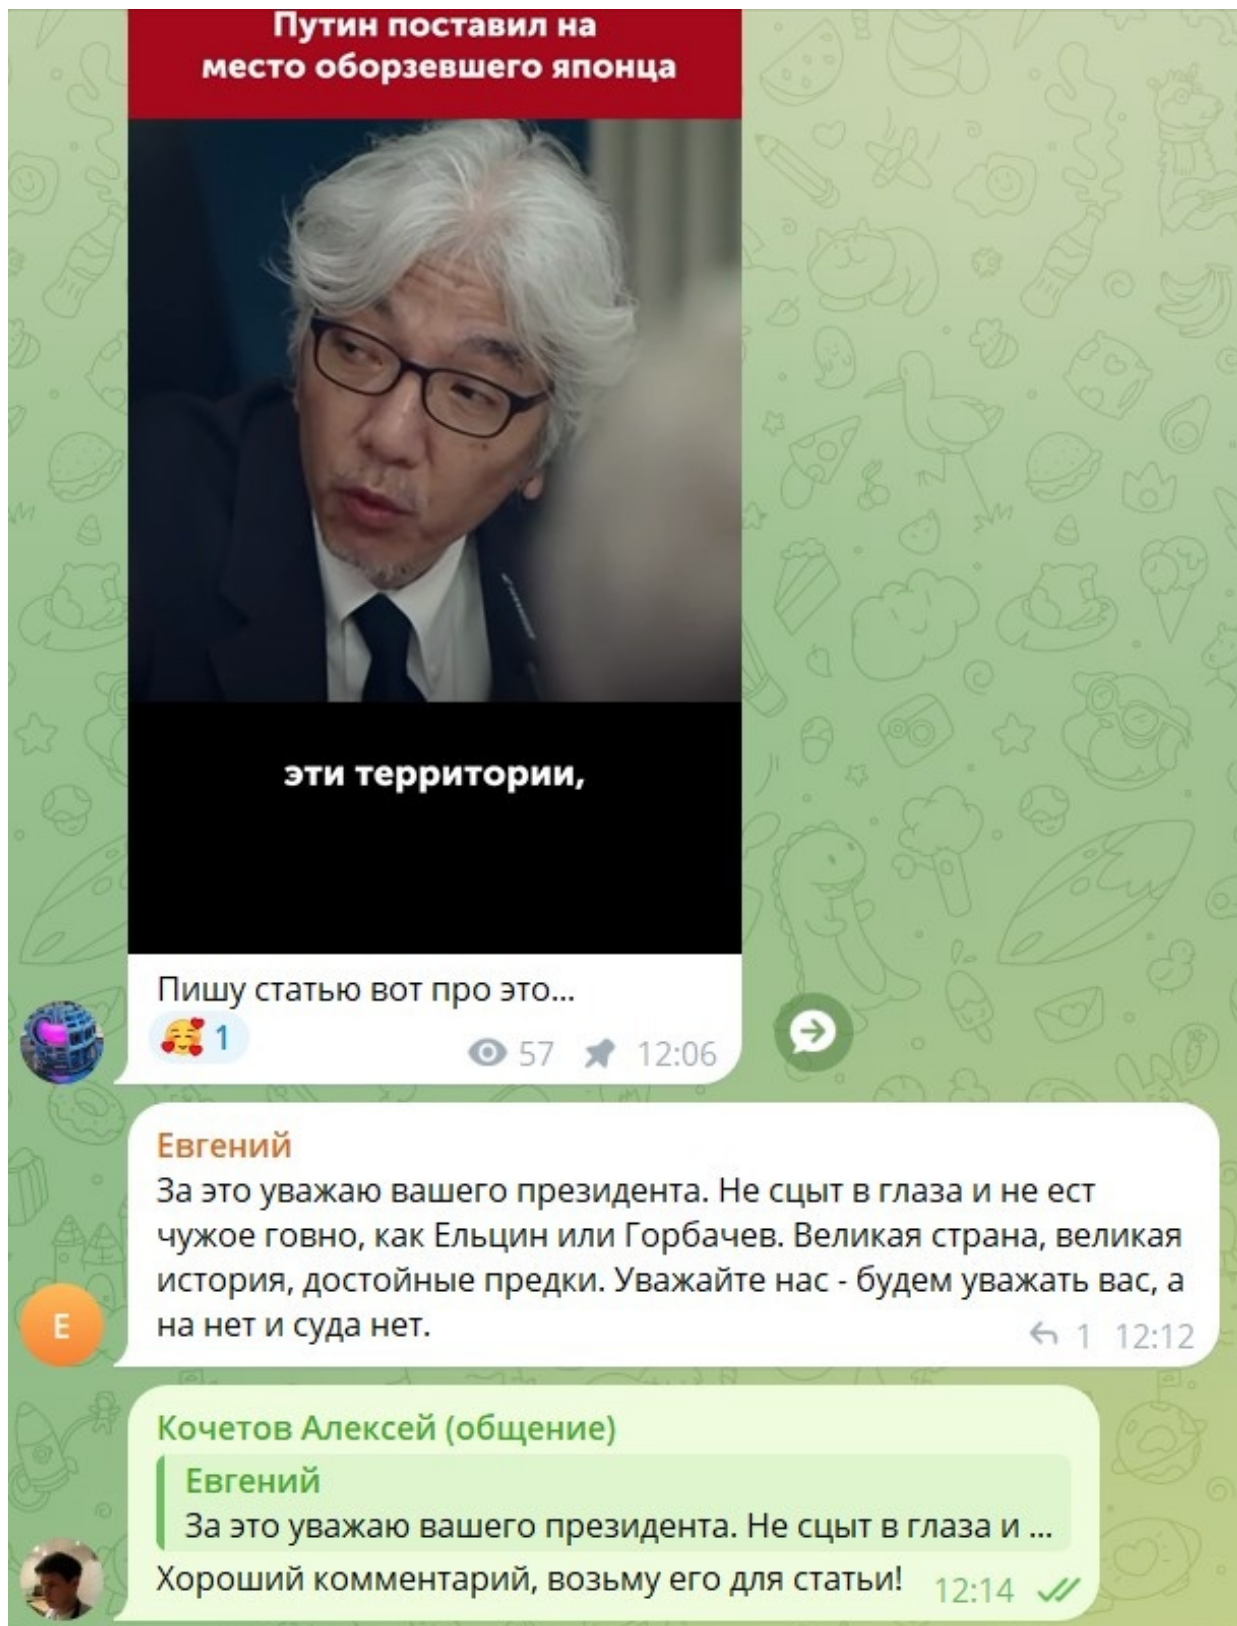 Путин поставил на
место оборзевшего японца
эти территории,
Пишу статью вот про это...
1
57 12:06
Евгений
За это уважаю вашего президента. Не сцыт в глаза и не ест
чужое говно, как Ельцин или Горбачев. Великая страна, великая
история, достойные предки. Уважайте нас - будем уважать вас, а
на нет и суда нет.
1 12:12
Е
Кочетов Алексей (общение)
Евгений
За это уважаю вашего президента. Не сцыт в глаза и ...
Хороший комментарий, возьму его для статьи!
12:14